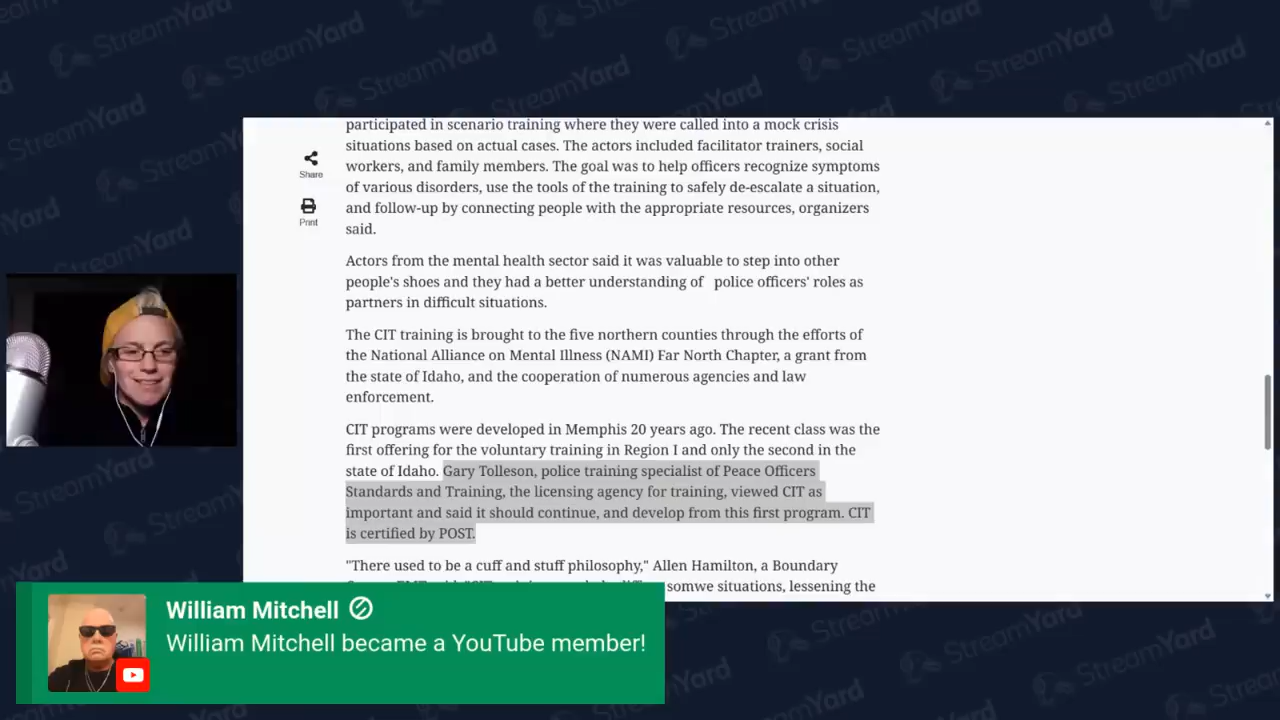 participated in scenario training where they were called into a mock crisis
situations based on actual cases. The actors included facilitator trainers, social
workers, and family members. The goal was to help officers recognize symptoms
of various disorders, use the tools of the training to safely de-escalate a situation,
and follow-up by connecting people with the appropriate resources, organizers
said.
Share
Print
Actors from the mental health sector said it was valuable to step into other
people's shoes and they had a better understanding of police officers' roles as
partners in difficult situations.
The CIT training is brought to the five northern counties through the efforts of
the National Alliance on Mental Illness (NAMI) Far North Chapter, a grant from
the state of Idaho, and the cooperation of numerous agencies and law
enforcement.
CIT programs were developed in Memphis 20 years ago. The recent class was the
first offering for the voluntary training in Region I and only the second in the
state of Idaho. Gary Tolleson, police training specialist of Peace Officers
Standards and Training, the licensing agency for training, viewed CIT as
important and said it should continue, and develop from this first program. CIT
is certified by POST.
"There used to be a cuff and stuff philosophy," Allen Hamilton, a Boundary
somwe situations, lessening the
William Mitchell
William Mitchell became a YouTube member!
StreamYard
StreamYard
StreamYard
StreamYard
StreamYard
StreamYard
StreamYard
StreamYard